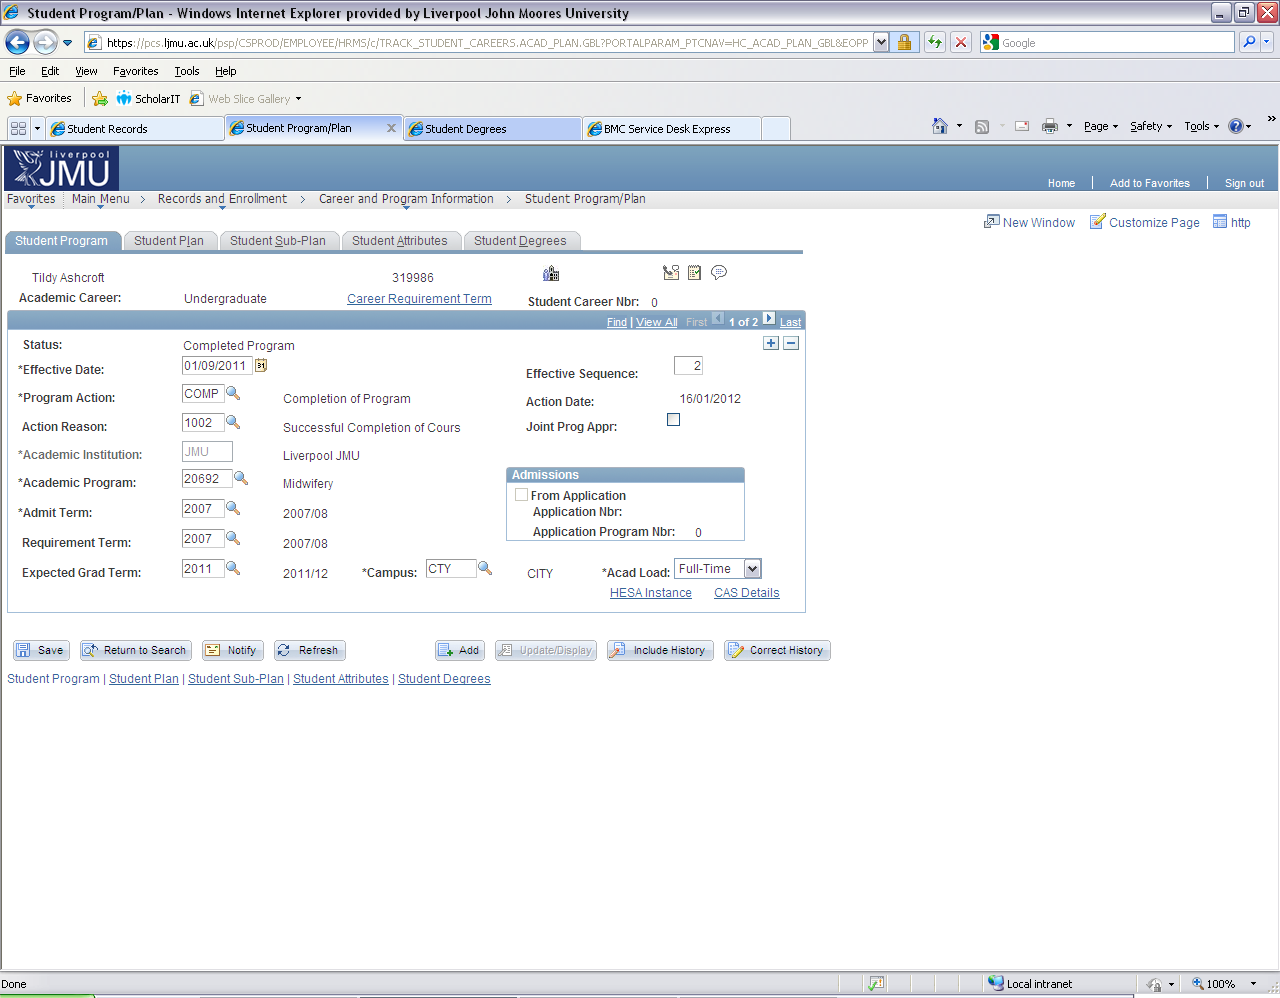 Student Program/Plan - Windows Internet Explorer provided by Liverpool John Moores University
https://pcs.ljmu.ac.uk/psp/CSPROD/EMPLOYEE/HRMS/c/TRACK_STUDENT_CAREERS.ACAD_PLAN.GBL?PORTALPARAM_PTCNAV=HC_ACAD_PLAN_GBL&EOPP
Google
File Edit View Favorites Tools Help
Favorites ScholarIT Web Slice Gallery
Student Records Student Program/Plan Student Degrees BMC Service Desk Express
Page Safety Tools
liverpool
JMU
Home Add to Favorites Sign out
Favorites Main Menu > Records and Enrollment > Career and Program Information > Student Program/Plan
New Window Customize Page http
Student Program Student Plan Student Sub-Plan Student Attributes Student Degrees
Tildy Ashcroft 319986
Academic Career: Undergraduate Career Requirement Term Student Career Nbr: 0
Find | View All First 1 of 2 Last
Status: Completed Program
*Effective Date: 01/09/2011 31 Effective Sequence: 2
*Program Action: COMP Completion of Program Action Date: 16/01/2012
Action Reason: 1002 Successful Completion of Cours Joint Prog Appr:
*Academic Institution: JMU Liverpool JMU
*Academic Program: 20692 Midwifery
Admissions
From Application
Application Nbr:
Application Program Nbr: 0
*Admit Term: 2007 2007/08
Requirement Term: 2007 2007/08
Expected Grad Term: 2011 2011/12 *Campus: CTY CITY *Acad Load: Full-Time
HESA Instance CAS Details
Save Return to Search Notify Refresh Add Update/Display Include History Correct History
Student Program | Student Plan | Student Sub-Plan | Student Attributes | Student Degrees
Done Local intranet 100%